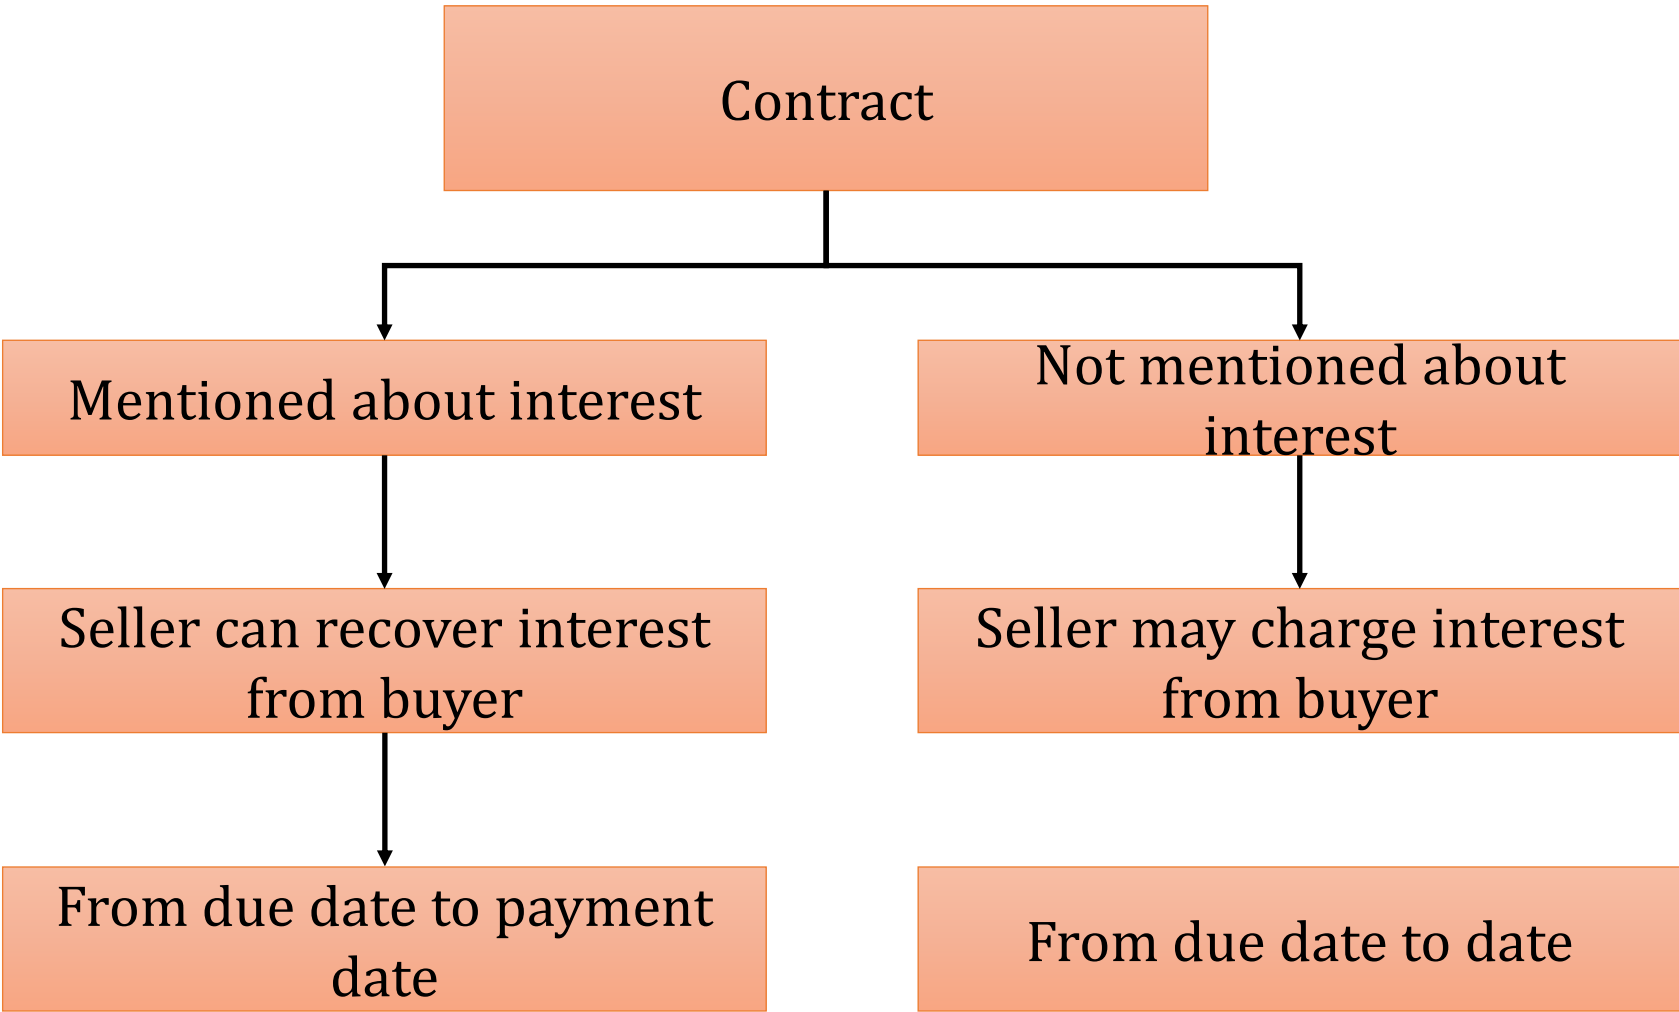 Contract
Mentioned about interest
Not mentioned about
interest
Seller can recover interest
from buyer
Seller may charge interest
from buyer
From due date to payment
date
From due date to date